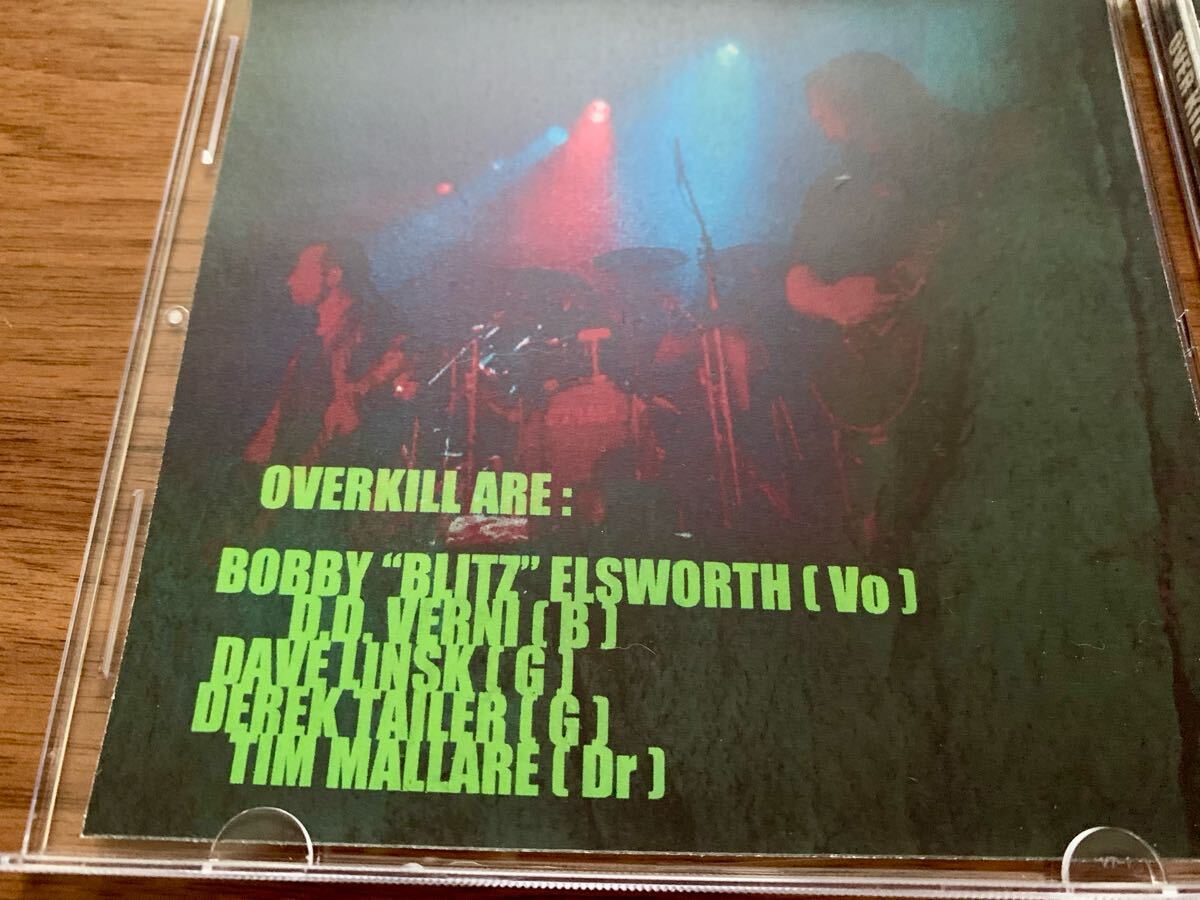 OVERKILL ARE :
BOBBY “BLITZ” ELSWORTH ( Vo )
D.D. VERNI ( B )
DAVE LINSK ( G )
DEREK TAILER ( G )
TIM MALLARE ( Dr )